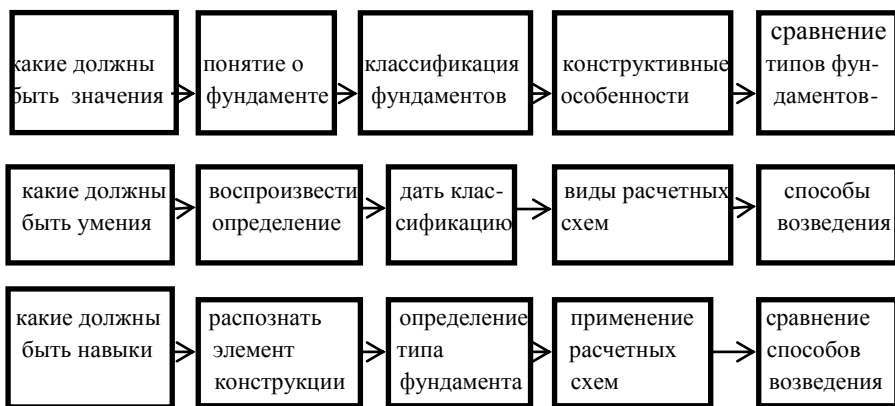 какие должны
быть значения
понятие о
фундаменте
классификация
фундаментов
конструктивные
особенности
сравнение
типов фун-
даментов-
какие должны
быть умения
воспроизвести
определение
дать клас-
сификацию
виды расчетных
схем
способы
возведения
какие должны
быть навыки
распознать
элемент
конструкции
определение
типа
фундамента
применение
расчетных
схем
сравнение
способов
возведения